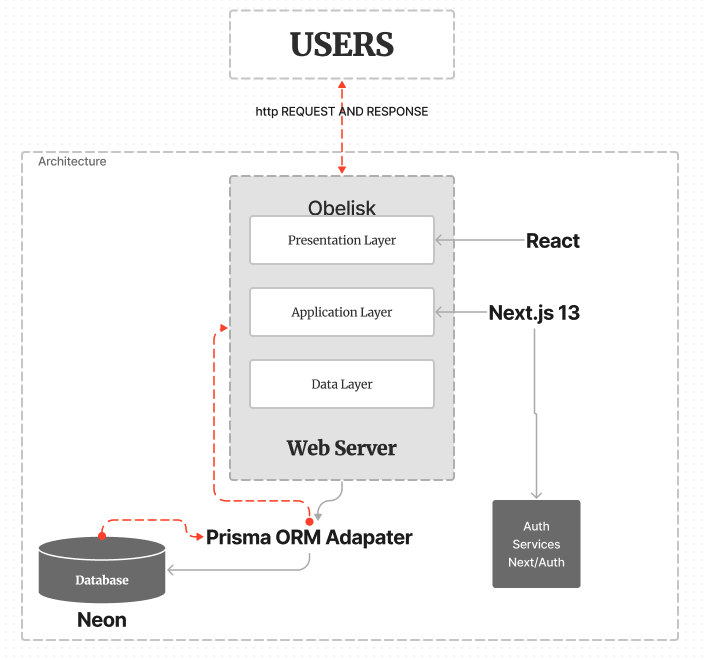 USERS
http REQUEST AND RESPONSE
Architecture
Obelisk
Presentation Layer
React
Application Layer
Next.js 13
Data Layer
Web Server
Prisma ORM Adapater
Auth
Services
Next/Auth
Database
Neon